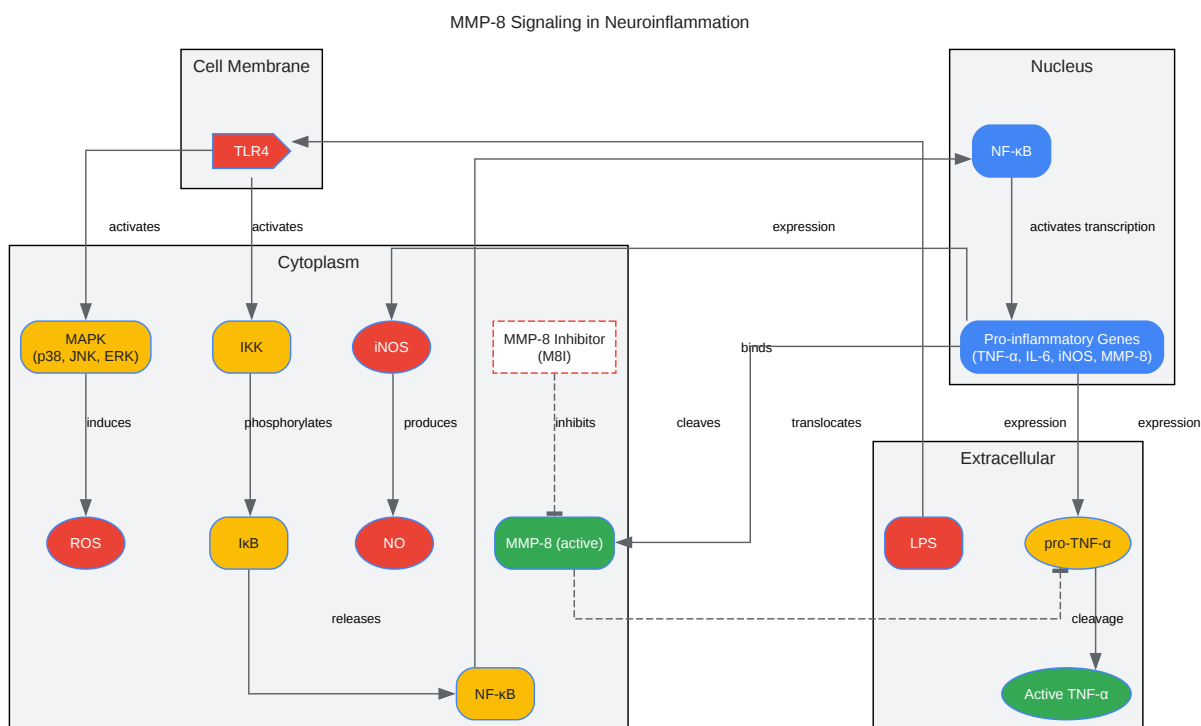 MMP-8 Signaling in Neuroinflammation
Cell Membrane
Nucleus
TLR4
NF-κB
activates
activates
expression
activates transcription
Cytoplasm
MAPK
(p38, JNK, ERK)
IKK
iNOS
MMP-8 Inhibitor
(M8I)
binds
Pro-inflammatory Genes
(TNF-α, IL-6, iNOS, MMP-8)
induces
phosphorylates
produces
inhibits
cleaves
translocates
expression
expression
Extracellular
ROS
IκB
NO
MMP-8 (active)
LPS
pro-TNF-α
releases
cleavage
NF-κB
Active TNF-α